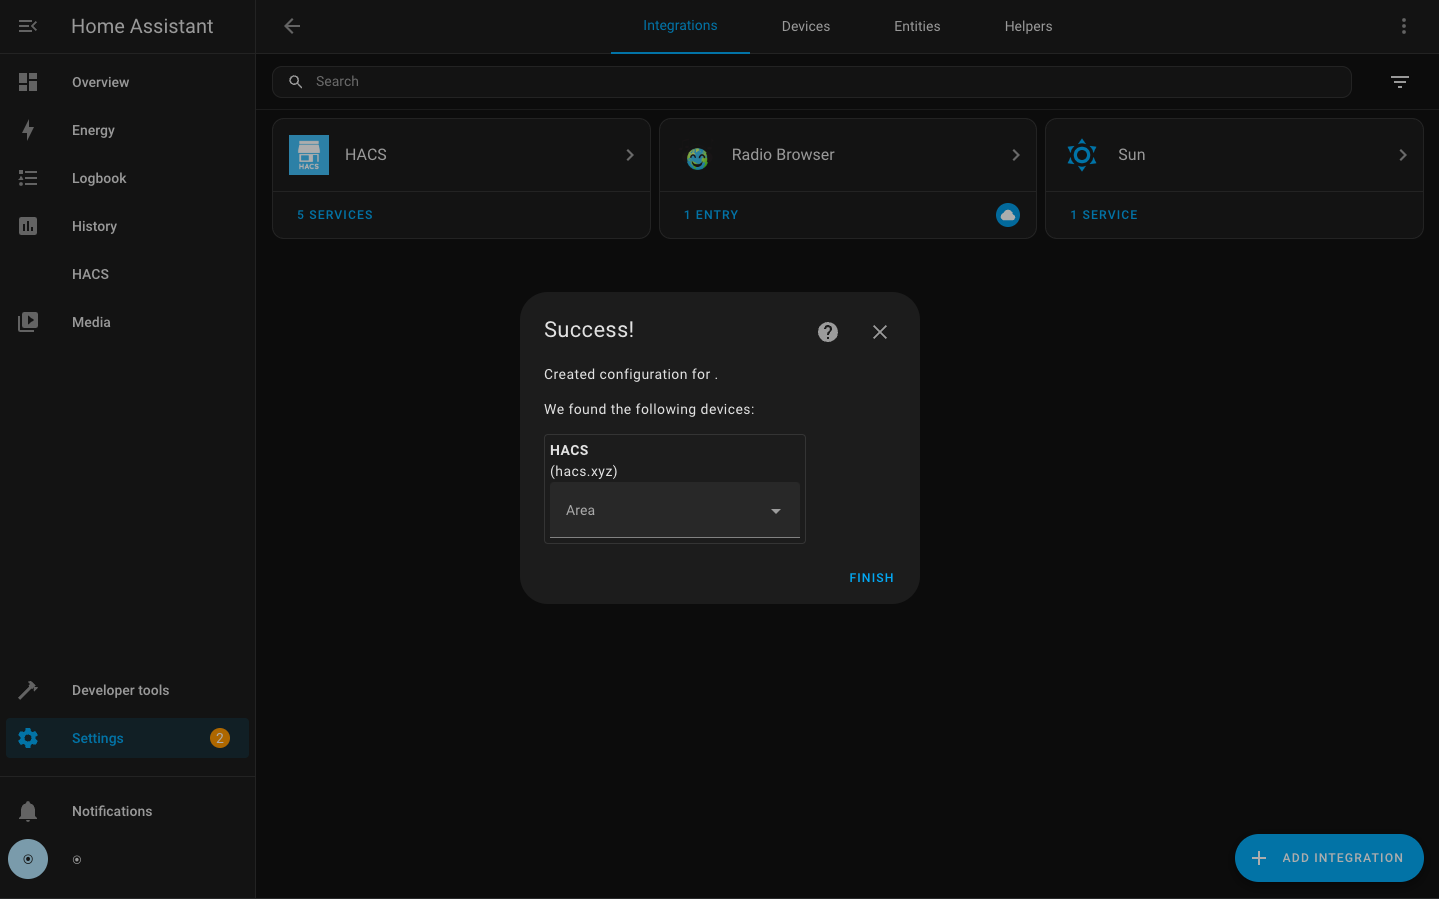 Home Assistant
Overview
Energy
Logbook
History
HACS
Media
Developer tools
Settings
2
Notifications
Integrations
Devices
Entities
Helpers
Search
HACS
HACS
5 SERVICES
Radio Browser
1 ENTRY
Sun
1 SERVICE
Success!
Created configuration for .
We found the following devices:
HACS
(hacs.xyz)
Area
FINISH
ADD INTEGRATION